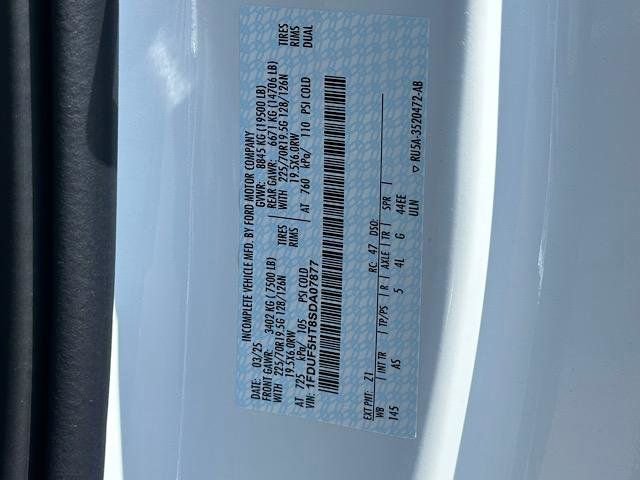 INCOMPLETE VEHICLE MFD. BY FORD MOTOR COMPANY
DATE: 03/25 GVWR: 8845 KG (19500 LB)
FRONT GAWR: 3402 KG (7500 LB) REAR GAWR: 6671 KG (14706 LB)
WITH 225/70R19.5G 128/126N TIRES WITH 225/70R19.5G 128/126N TIRES
19.5X6.0RW RIMS 19.5X6.0RW RIMS
AT 725 kPa/ 105 PSI COLD AT 760 kPa/ 110 PSI COLD DUAL
VIN: 1FDUF5HT8SDA07877
EXT PNT: Z1 RC: 47 DSO:
WB INT TR TP/PS R AXLE TR SPR
145 AS 5 4L G 44EE
ULN
▽ RU5A-3520472-AB